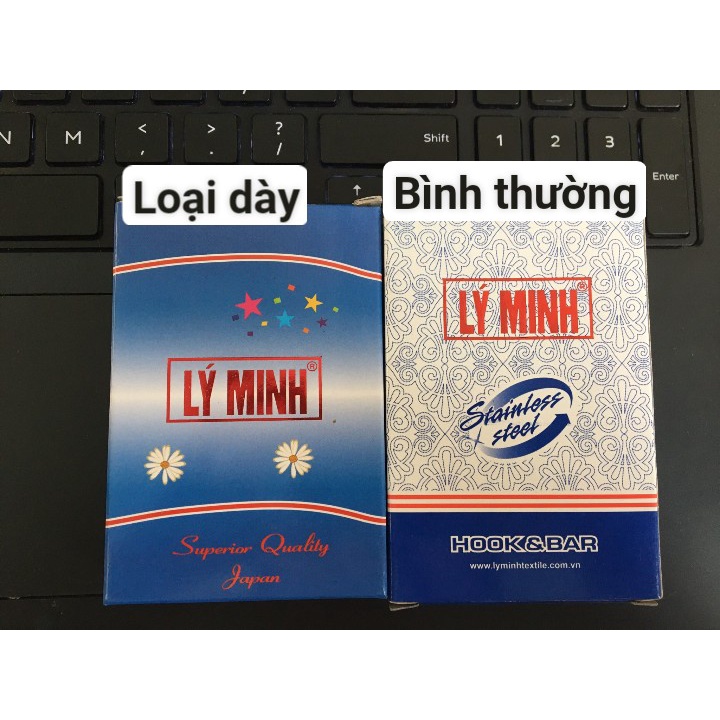 N M < , > . ? / Shift 1 2 3 Enter
↑
Loại dày
Bình thường
LÝ MINH®
Superior Quality
Japan
LÝ MINH®
Stainless
steel
HOOK&BAR
www.lyminhtextile.com.vn